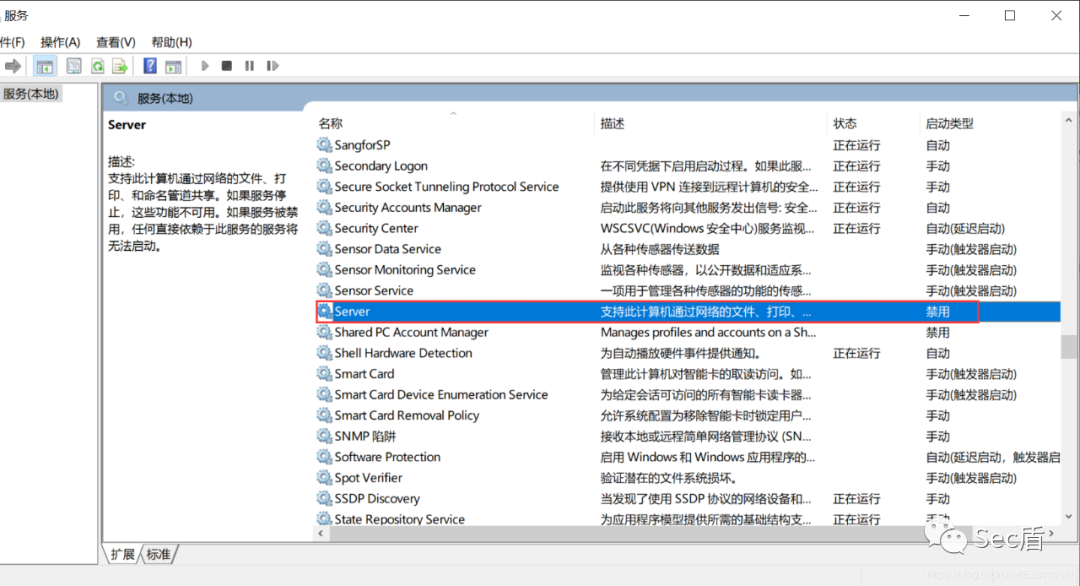 服务
件(F) 操作(A) 查看(V) 帮助(H)
服务(本地)
服务(本地)
Server
描述:
支持此计算机通过网络的文件、打
印、和命名管道共享。如果服务停
止，这些功能不可用。如果服务被禁
用，任何直接依赖于此服务的服务将
无法启动。
名称 描述 状态 启动类型
SangforSP 正在运行 自动
Secondary Logon 在不同凭据下启用启动过程。如果此服... 正在运行 手动
Secure Socket Tunneling Protocol Service 提供使用 VPN 连接到远程计算机的安全... 正在运行 手动
Security Accounts Manager 启动此服务将向其他服务发出信号: 安全... 正在运行 自动
Security Center WSCSVC(Windows 安全中心)服务监视... 正在运行 自动(延迟启动)
Sensor Data Service 从各种传感器传送数据 手动(触发器启动)
Sensor Monitoring Service 监视各种传感器，以公开数据和适应系... 手动(触发器启动)
Sensor Service 一项用于管理各种传感器的功能的传感... 手动(触发器启动)
Server 支持此计算机通过网络的文件、打印、... 禁用
Shared PC Account Manager Manages profiles and accounts on a Sh... 禁用
Shell Hardware Detection 为自动播放硬件事件提供通知。 正在运行 自动
Smart Card 管理此计算机对智能卡的取读访问。如... 手动(触发器启动)
Smart Card Device Enumeration Service 为给定会话可访问的所有智能卡读卡器... 手动(触发器启动)
Smart Card Removal Policy 允许系统配置为移除智能卡时锁定用户... 手动
SNMP 陷阱 接收本地或远程简单网络管理协议 (SN... 手动
Software Protection 启用 Windows 和 Windows 应用程序的... 自动(延迟启动，触发器启
Spot Verifier 验证潜在的文件系统损坏。 手动(触发器启动)
SSDP Discovery 当发现了使用 SSDP 协议的网络设备和... 正在运行 手动
State Repository Service 为应用程序模型提供所需的基础结构支... 正在运行 手动
扩展 标准
Sec盾